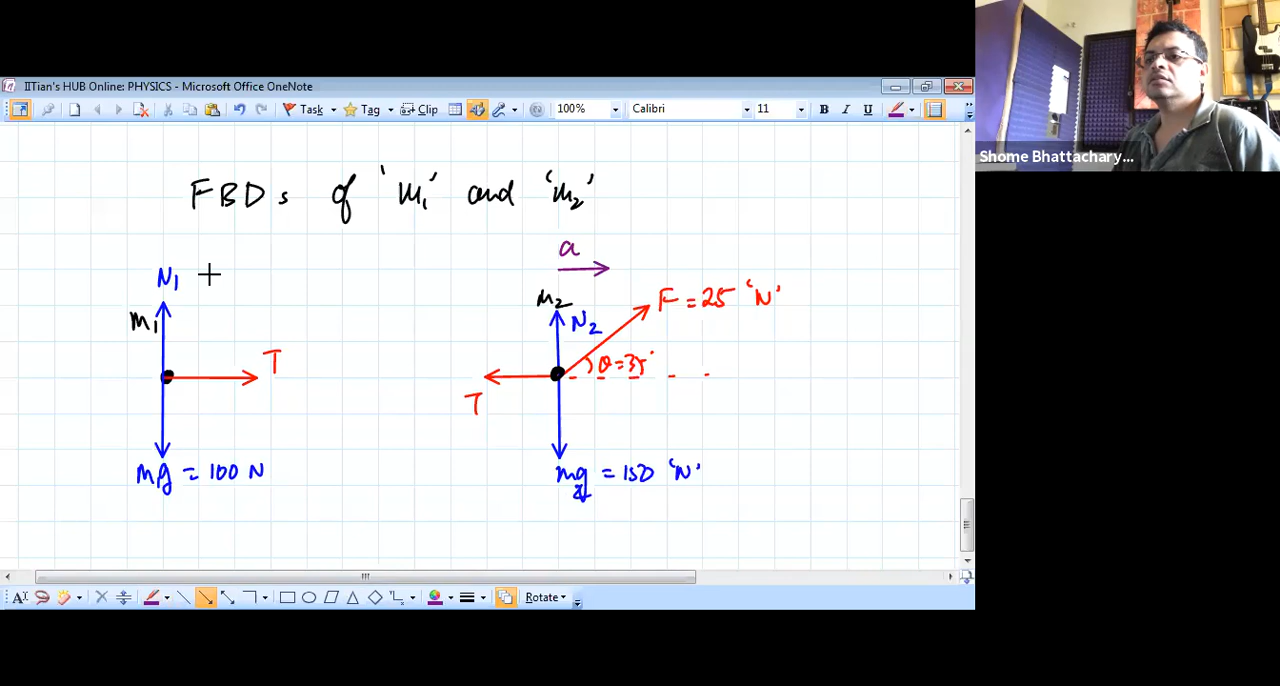 IITian's HUB Online: PHYSICS - Microsoft Office OneNote
Task Tag Clip 100% Calibri 11 B I U
Shome Bhattachary...
FBDs of 'm₁' and 'm₂'
a
N₁
m₁
T
mg = 100 N
m₂
N₂
F = 25 'N'
θ=35°
T
m₂g = 150 'N'
Rotate